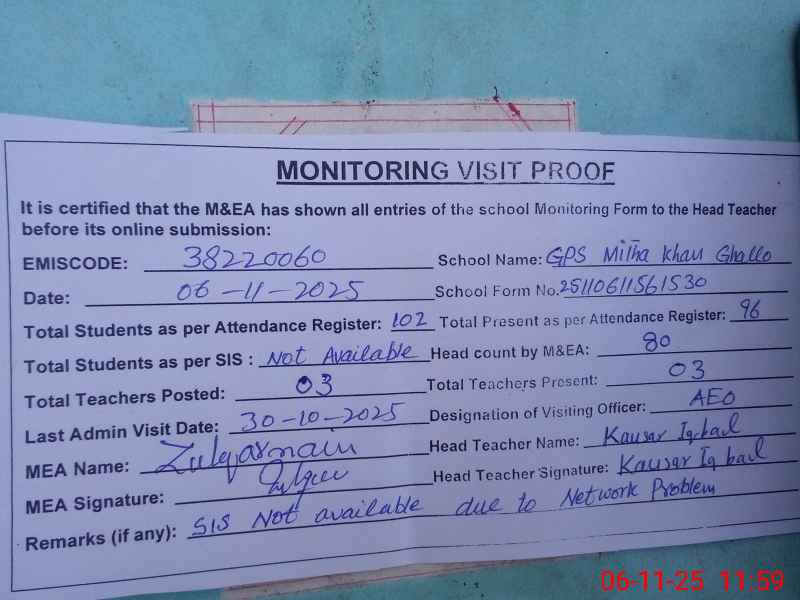 MONITORING VISIT PROOF
It is certified that the M&EA has shown all entries of the school Monitoring Form to the Head Teacher
before its online submission:
EMISCODE: 38220060 School Name: GPS Mitha Khan Ghallo
Date: 06-11-2025 School Form No. 25110611561530
Total Students as per Attendance Register: 102 Total Present as per Attendance Register: 96
Total Students as per SIS : Not Available Head count by M&EA: 80
Total Teachers Posted: 03 Total Teachers Present: 03
Last Admin Visit Date: 30-10-2025 Designation of Visiting Officer: AEO
MEA Name: Zulqarnain Head Teacher Name: Kausar Iqbal
MEA Signature: Head Teacher Signature: Kausar Iqbal
Remarks (if any): SIS Not available due to Network Problem
06-11-25 11:59